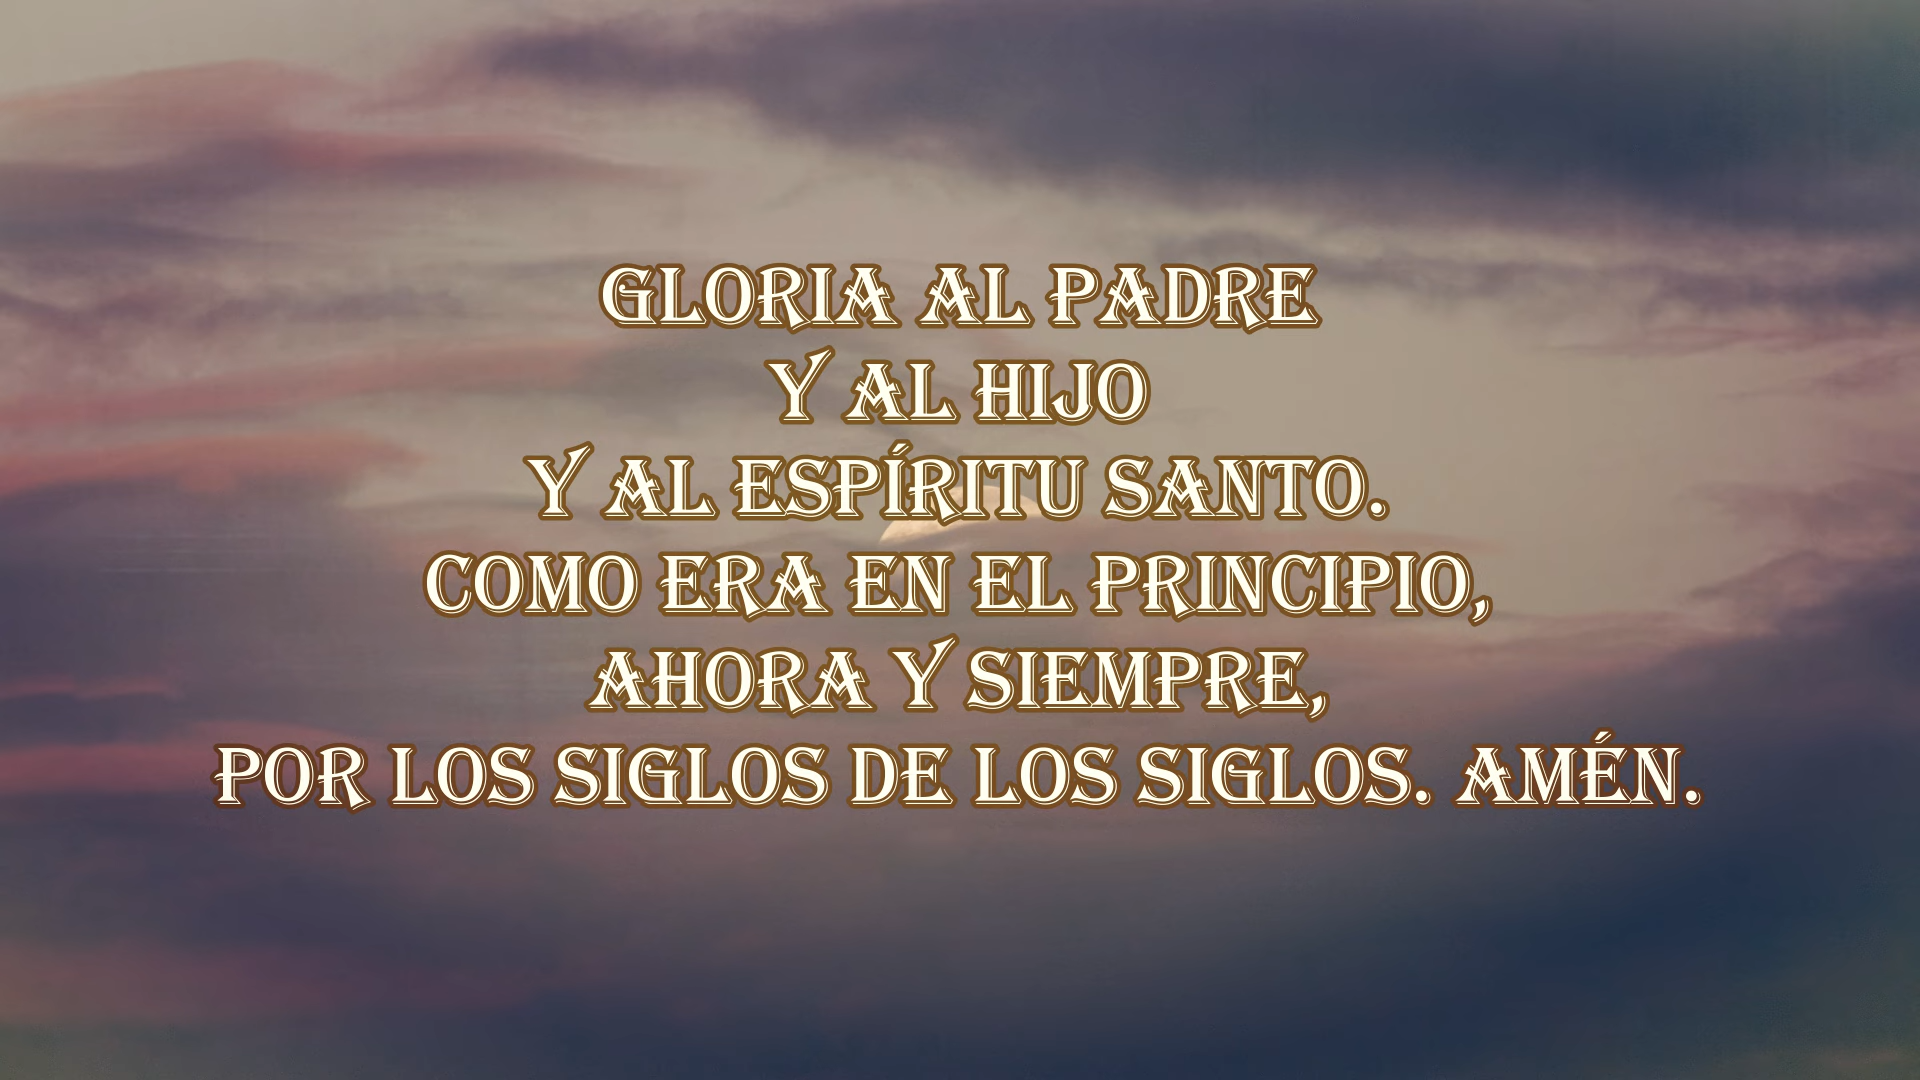 GLORIA AL PADRE
Y AL HIJO
Y AL ESPÍRITU SANTO.
COMO ERA EN EL PRINCIPIO,
AHORA Y SIEMPRE,
POR LOS SIGLOS DE LOS SIGLOS. AMÉN.